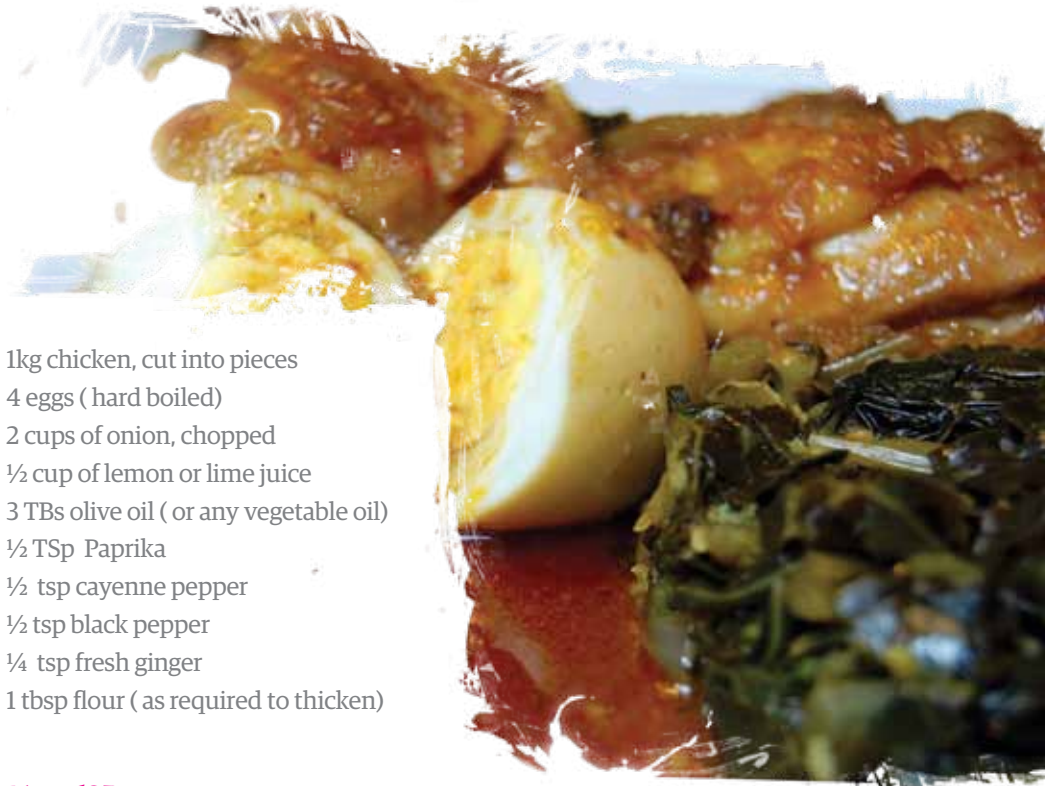 1kg chicken, cut into pieces
4 eggs ( hard boiled)
2 cups of onion, chopped
½ cup of lemon or lime juice
3 TBs olive oil ( or any vegetable oil)
½ TSp  Paprika
½  tsp cayenne pepper
½ tsp black pepper
¼  tsp fresh ginger
1 tbsp flour ( as required to thicken)